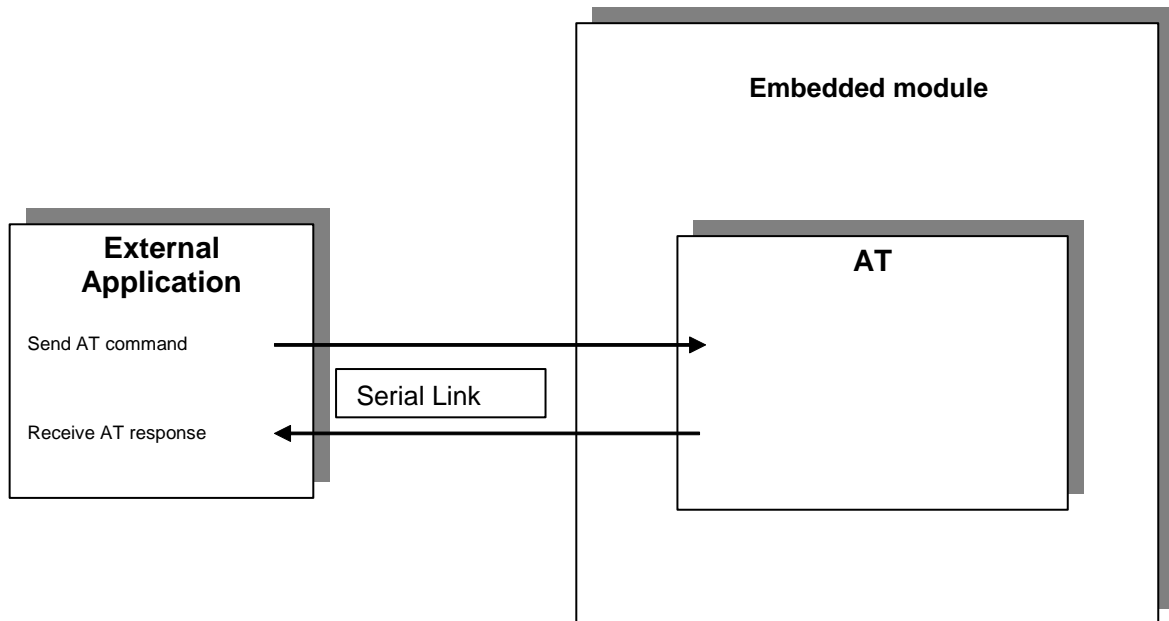 Embedded module
External
Application
AT
Send AT command
Serial Link
Receive AT response